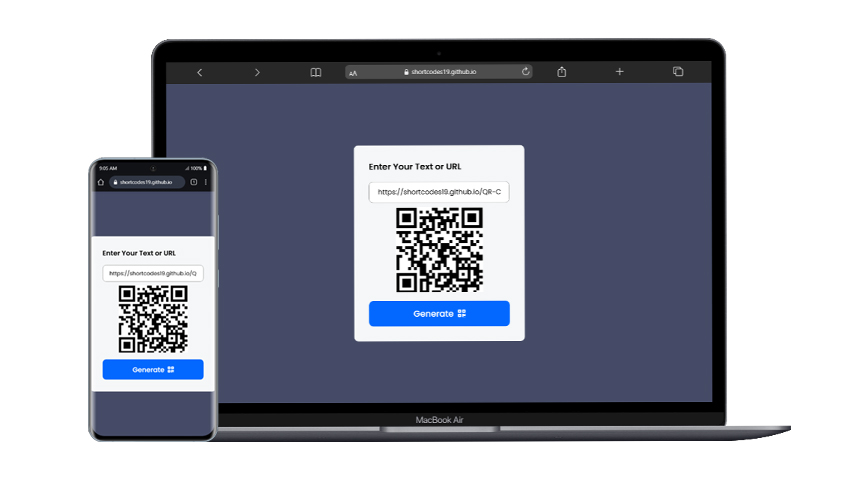 shortcodes19.github.io
Enter Your Text or URL
https://shortcodes19.github.io/QR-C
Generate
MacBook Air
9:05 AM
100%
shortcodes19.github.io
Enter Your Text or URL
https://shortcodes19.github.io/Q
Generate